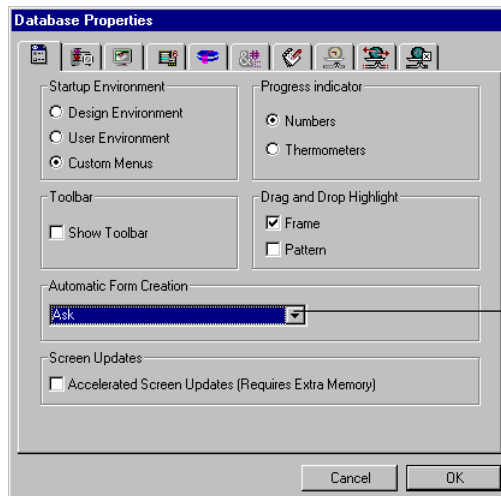 Database Properties
&#
Startup Environment
Design Environment
User Environment
Custom Menus
Progress indicator
Numbers
Thermometers
Toolbar
Show Toolbar
Drag and Drop Highlight
Frame
Pattern
Automatic Form Creation
Ask
Screen Updates
Accelerated Screen Updates (Requires Extra Memory)
Cancel
OK